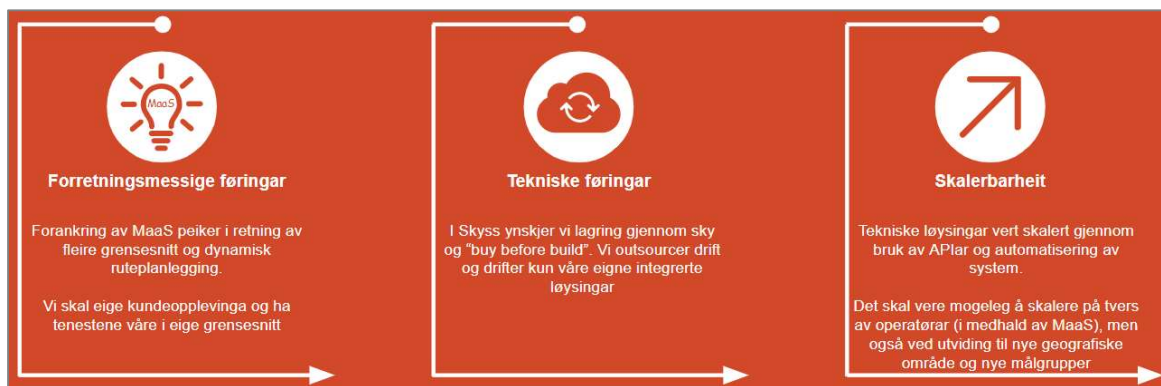 MaaS
Forretningsmessige føringar
Forankring av MaaS peiker i retning av
fleire grensesnitt og dynamisk
ruteplanlegging.
Vi skal eige kundeopplevinga og ha
tenestene våre i eige grensesnitt
Tekniske føringar
I Skyss ynskjer vi lagring gjennom sky
og "buy before build". Vi outsourcer drift
og drifter kun våre eigne integrerte
løysingar
Skalerbarheit
Tekniske løysingar vert skalert gjennom
bruk av APIar og automatisering av
system.
Det skal vere mogeleg å skalere på tvers
av operatørar (i medhald av MaaS), men
også ved utviding til nye geografiske
område og nye målgrupper